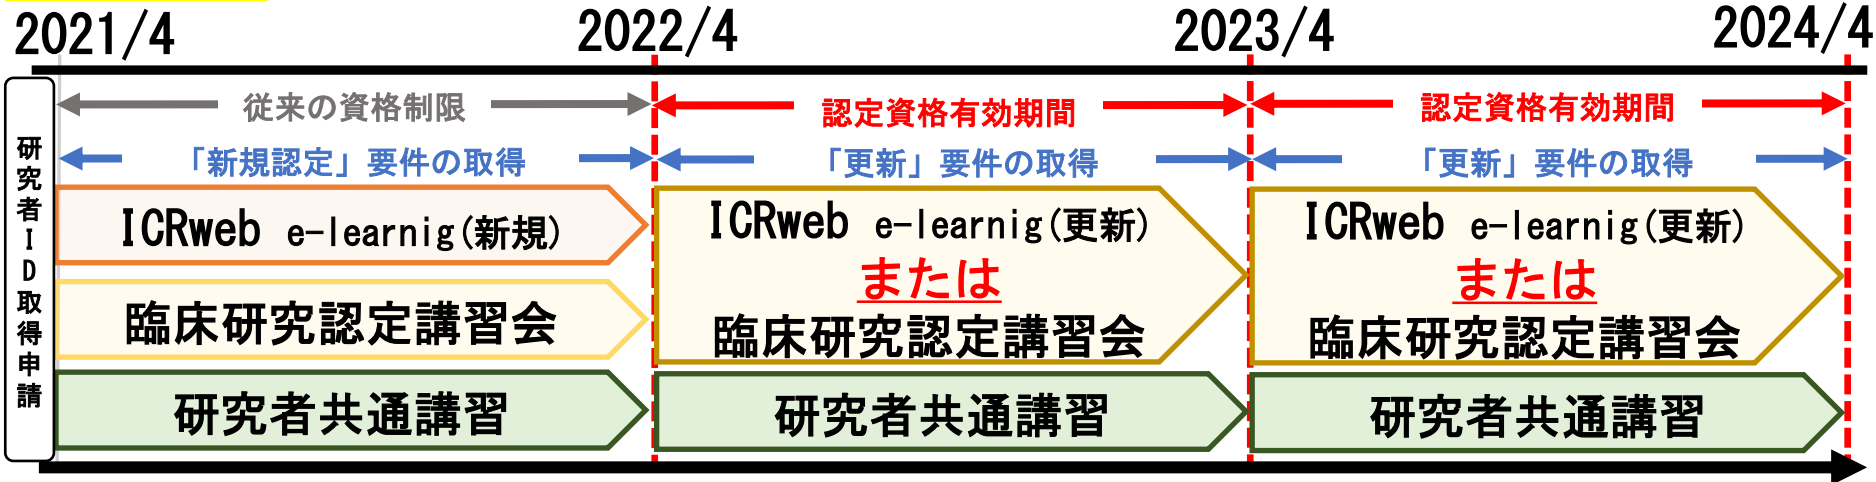 2021/4
2022/4
2023/4
2024/4
研究者ID取得申請
従来の資格制限
認定資格有効期間
認定資格有効期間
「新規認定」要件の取得
「更新」要件の取得
「更新」要件の取得
ICRweb e-learnig(新規)
臨床研究認定講習会
研究者共通講習
ICRweb e-learnig(更新)
または
臨床研究認定講習会
研究者共通講習
ICRweb e-learnig(更新)
または
臨床研究認定講習会
研究者共通講習